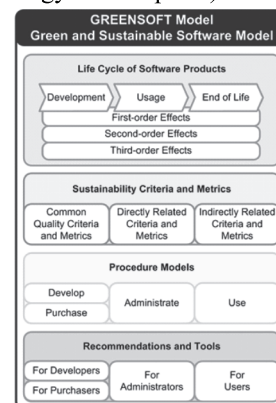 GREENSOFT Model
Green and Sustainable Software Model
Life Cycle of Software Products
Development Usage End of Life
First-order Effects
Second-order Effects
Third-order Effects
Sustainability Criteria and Metrics
Common Quality Criteria and Metrics
Directly Related Criteria and Metrics
Indirectly Related Criteria and Metrics
Procedure Models
Develop
Purchase
Administrate
Use
Recommendations and Tools
For Developers
For Purchasers
For Administrators
For Users